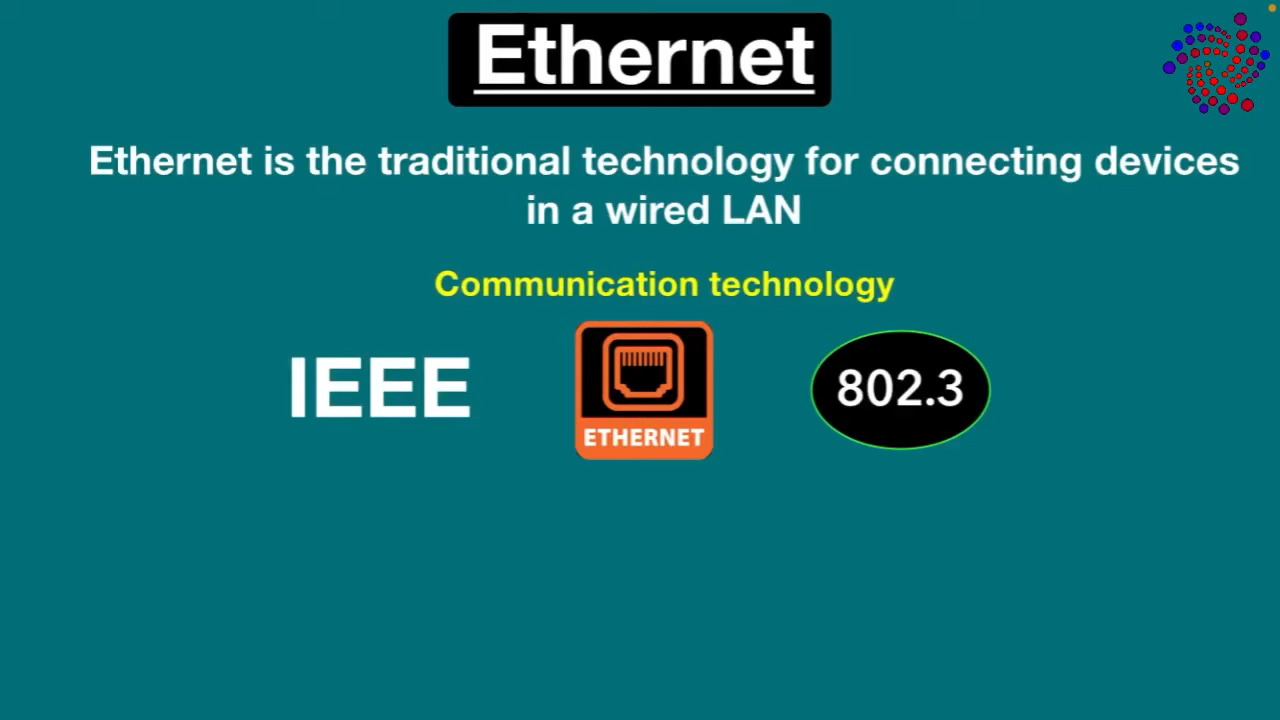 Ethernet
Ethernet is the traditional technology for connecting devices
in a wired LAN
Communication technology
IEEE
ETHERNET
802.3